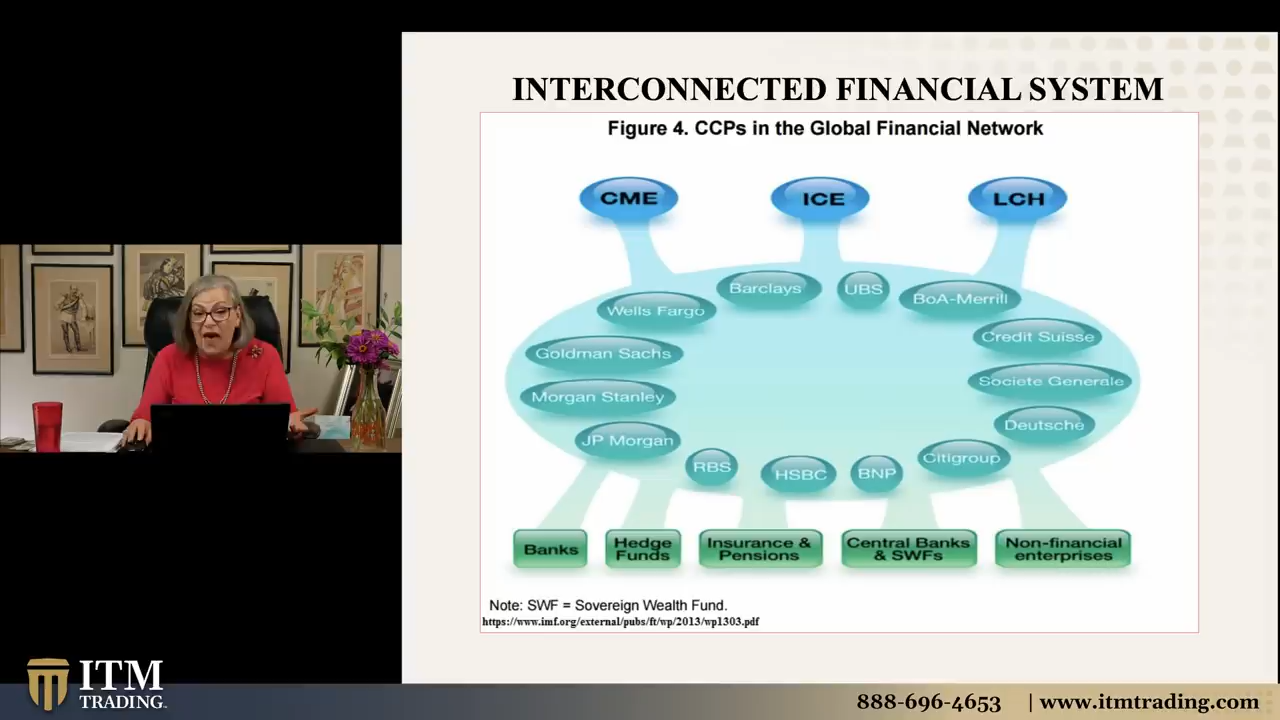 INTERCONNECTED FINANCIAL SYSTEM
Figure 4. CCPs in the Global Financial Network
CME
ICE
LCH
Barclays
UBS
BoA-Merrill
Wells Fargo
Credit Suisse
Goldman Sachs
Societe Generale
Morgan Stanley
Deutsche
JP Morgan
Citigroup
RBS
HSBC
BNP
Banks
Hedge
Funds
Insurance &
Pensions
Central Banks
& SWFs
Non-financial
enterprises
Note: SWF = Sovereign Wealth Fund.
https://www.imf.org/external/pubs/ft/wp/2013/wp1303.pdf
ITM
TRADING
888-696-4653 | www.itmtrading.com